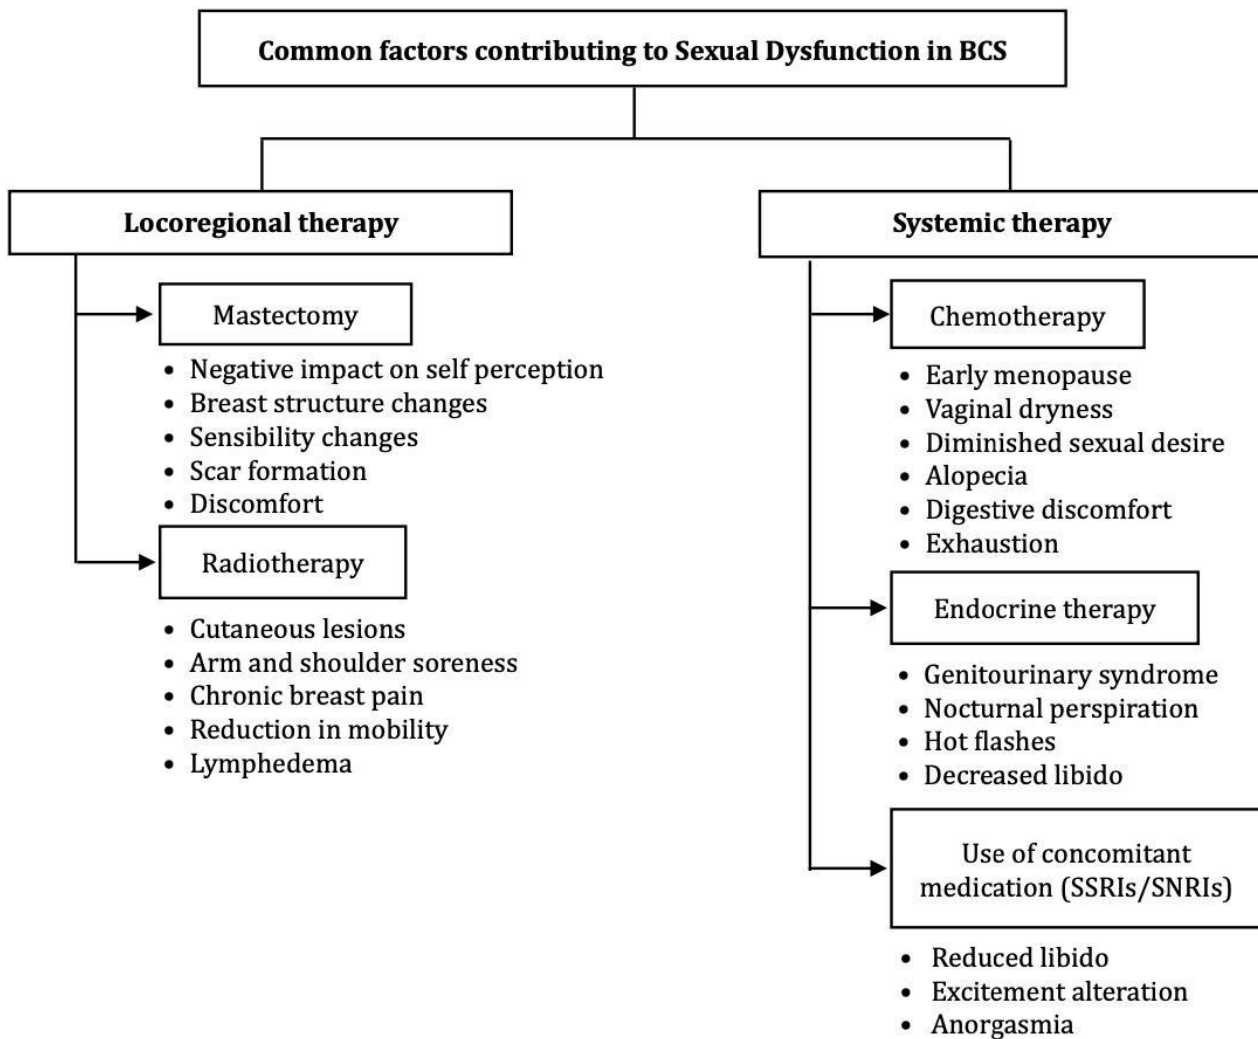 Common factors contributing to Sexual Dysfunction in BCS
Locoregional therapy
Mastectomy
• Negative impact on self perception
• Breast structure changes
• Sensibility changes
• Scar formation
• Discomfort
Radiotherapy
• Cutaneous lesions
• Arm and shoulder soreness
• Chronic breast pain
• Reduction in mobility
• Lymphedema
Systemic therapy
Chemotherapy
• Early menopause
• Vaginal dryness
• Diminished sexual desire
• Alopecia
• Digestive discomfort
• Exhaustion
Endocrine therapy
• Genitourinary syndrome
• Nocturnal perspiration
• Hot flashes
• Decreased libido
Use of concomitant
medication (SSRIs/SNRIs)
• Reduced libido
• Excitement alteration
• Anorgasmia